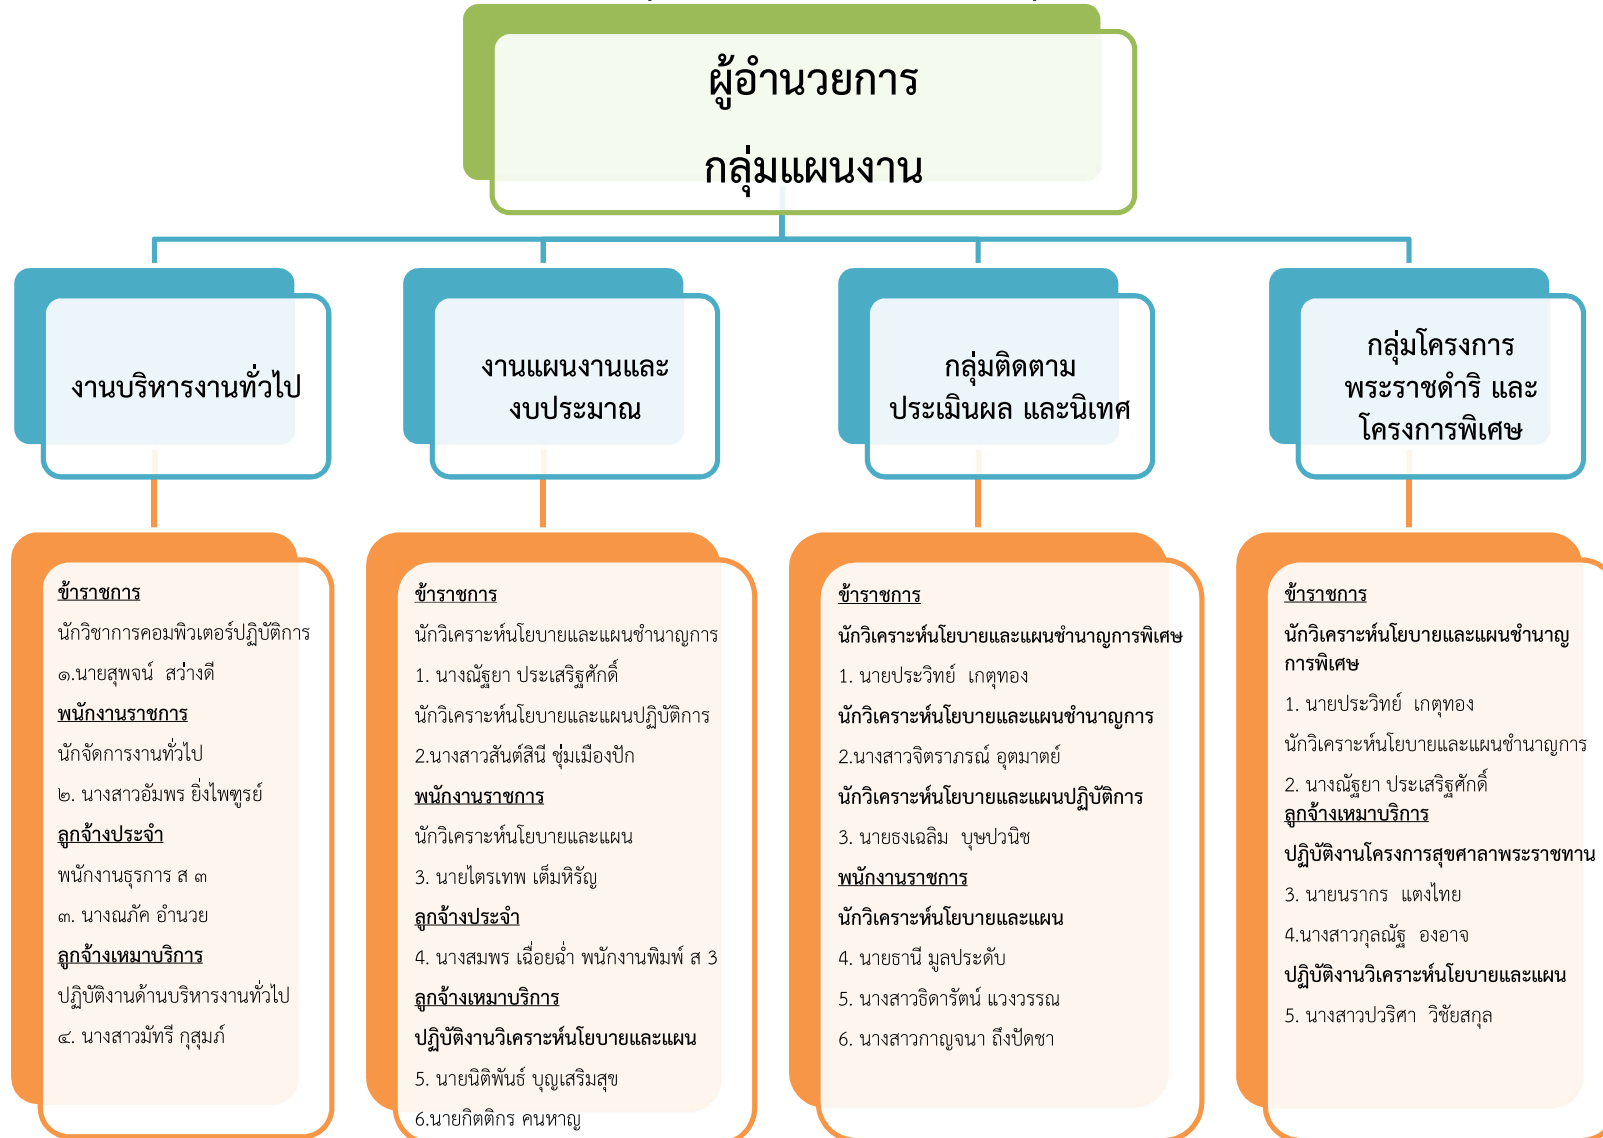 ผู้อำนวยการ
กลุ่มแผนงาน
งานบริหารงานทั่วไป
งานแผนงานและ
งบประมาณ
กลุ่มติดตาม
ประเมินผล และนิเทศ
กลุ่มโครงการ
พระราชดำริ และ
โครงการพิเศษ
ข้าราชการ
นักวิชาการคอมพิวเตอร์ปฏิบัติการ
๑.นายสุพจน์  สว่างดี
พนักงานราชการ
นักจัดการงานทั่วไป
๒. นางสาวอัมพร ยิ่งไพฑูรย์
ลูกจ้างประจำ
พนักงานธุรการ ส ๓
๓. นางณภัค อำนวย
ลูกจ้างเหมาบริการ
ปฏิบัติงานด้านบริหารงานทั่วไป
๔. นางสาวมัทรี กุสุมภ์
ข้าราชการ
นักวิเคราะห์นโยบายและแผนชำนาญการ
1. นางณัฐยา ประเสริฐศักดิ์
นักวิเคราะห์นโยบายและแผนปฏิบัติการ
2.นางสาวสันต์สินี ชุ่มเมืองปัก
พนักงานราชการ
นักวิเคราะห์นโยบายและแผน
3. นายไตรเทพ เต็มหิรัญ
ลูกจ้างประจำ
4. นางสมพร เฉื่อยฉ่ำ พนักงานพิมพ์ ส 3
ลูกจ้างเหมาบริการ
ปฏิบัติงานวิเคราะห์นโยบายและแผน
5. นายนิติพันธ์ บุญเสริมสุข
6.นายกิตติกร คนหาญ
ข้าราชการ
นักวิเคราะห์นโยบายและแผนชำนาญการพิเศษ
1. นายประวิทย์  เกตุทอง
นักวิเคราะห์นโยบายและแผนชำนาญการ
2.นางสาวจิตราภรณ์ อุตมาตย์
นักวิเคราะห์นโยบายและแผนปฏิบัติการ
3. นายธงเฉลิม  บุษปวนิช
พนักงานราชการ
นักวิเคราะห์นโยบายและแผน
4. นายธานี มูลประดับ
5. นางสาวธิดารัตน์ แวงวรรณ
6. นางสาวกาญจนา ถึงปัดชา
ข้าราชการ
นักวิเคราะห์นโยบายและแผนชำนาญ
การพิเศษ
1. นายประวิทย์  เกตุทอง
นักวิเคราะห์นโยบายและแผนชำนาญการ
2. นางณัฐยา ประเสริฐศักดิ์
ลูกจ้างเหมาบริการ
ปฏิบัติงานโครงการสุขศาลาพระราชทาน
3. นายนรากร  แตงไทย
4.นางสาวกุลณัฐ  องอาจ
ปฏิบัติงานวิเคราะห์นโยบายและแผน
5. นางสาวปวริศา  วิชัยสกุล